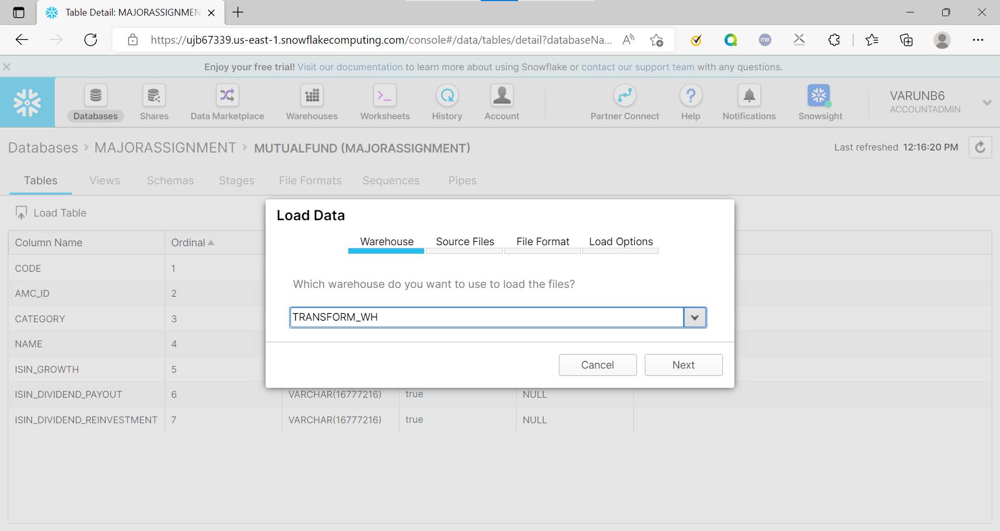 Table Detail: MAJORASSIGNMEN
https://ujb67339.us-east-1.snowflakecomputing.com/console#/data/tables/detail?databaseNa...
me
Enjoy your free trial! Visit our documentation to learn more about using Snowflake or contact our support team with any questions.
Databases
Shares
Data Marketplace
Warehouses
Worksheets
History
Account
Partner Connect
Help
Notifications
Snowsight
VARUNB6
ACCOUNTADMIN
Databases > MAJORASSIGNMENT > MUTUALFUND (MAJORASSIGNMENT)
Last refreshed 12:16:20 PM
Tables Views Schemas Stages File Formats Sequences Pipes
Load Table
Column Name Ordinal
CODE 1
AMC_ID 2
CATEGORY 3
NAME 4
ISIN_GROWTH 5
ISIN_DIVIDEND_PAYOUT 6 VARCHAR(16777216) true NULL
ISIN_DIVIDEND_REINVESTMENT 7 VARCHAR(16777216) true NULL
Load Data
Warehouse Source Files File Format Load Options
Which warehouse do you want to use to load the files?
TRANSFORM_WH
Cancel Next